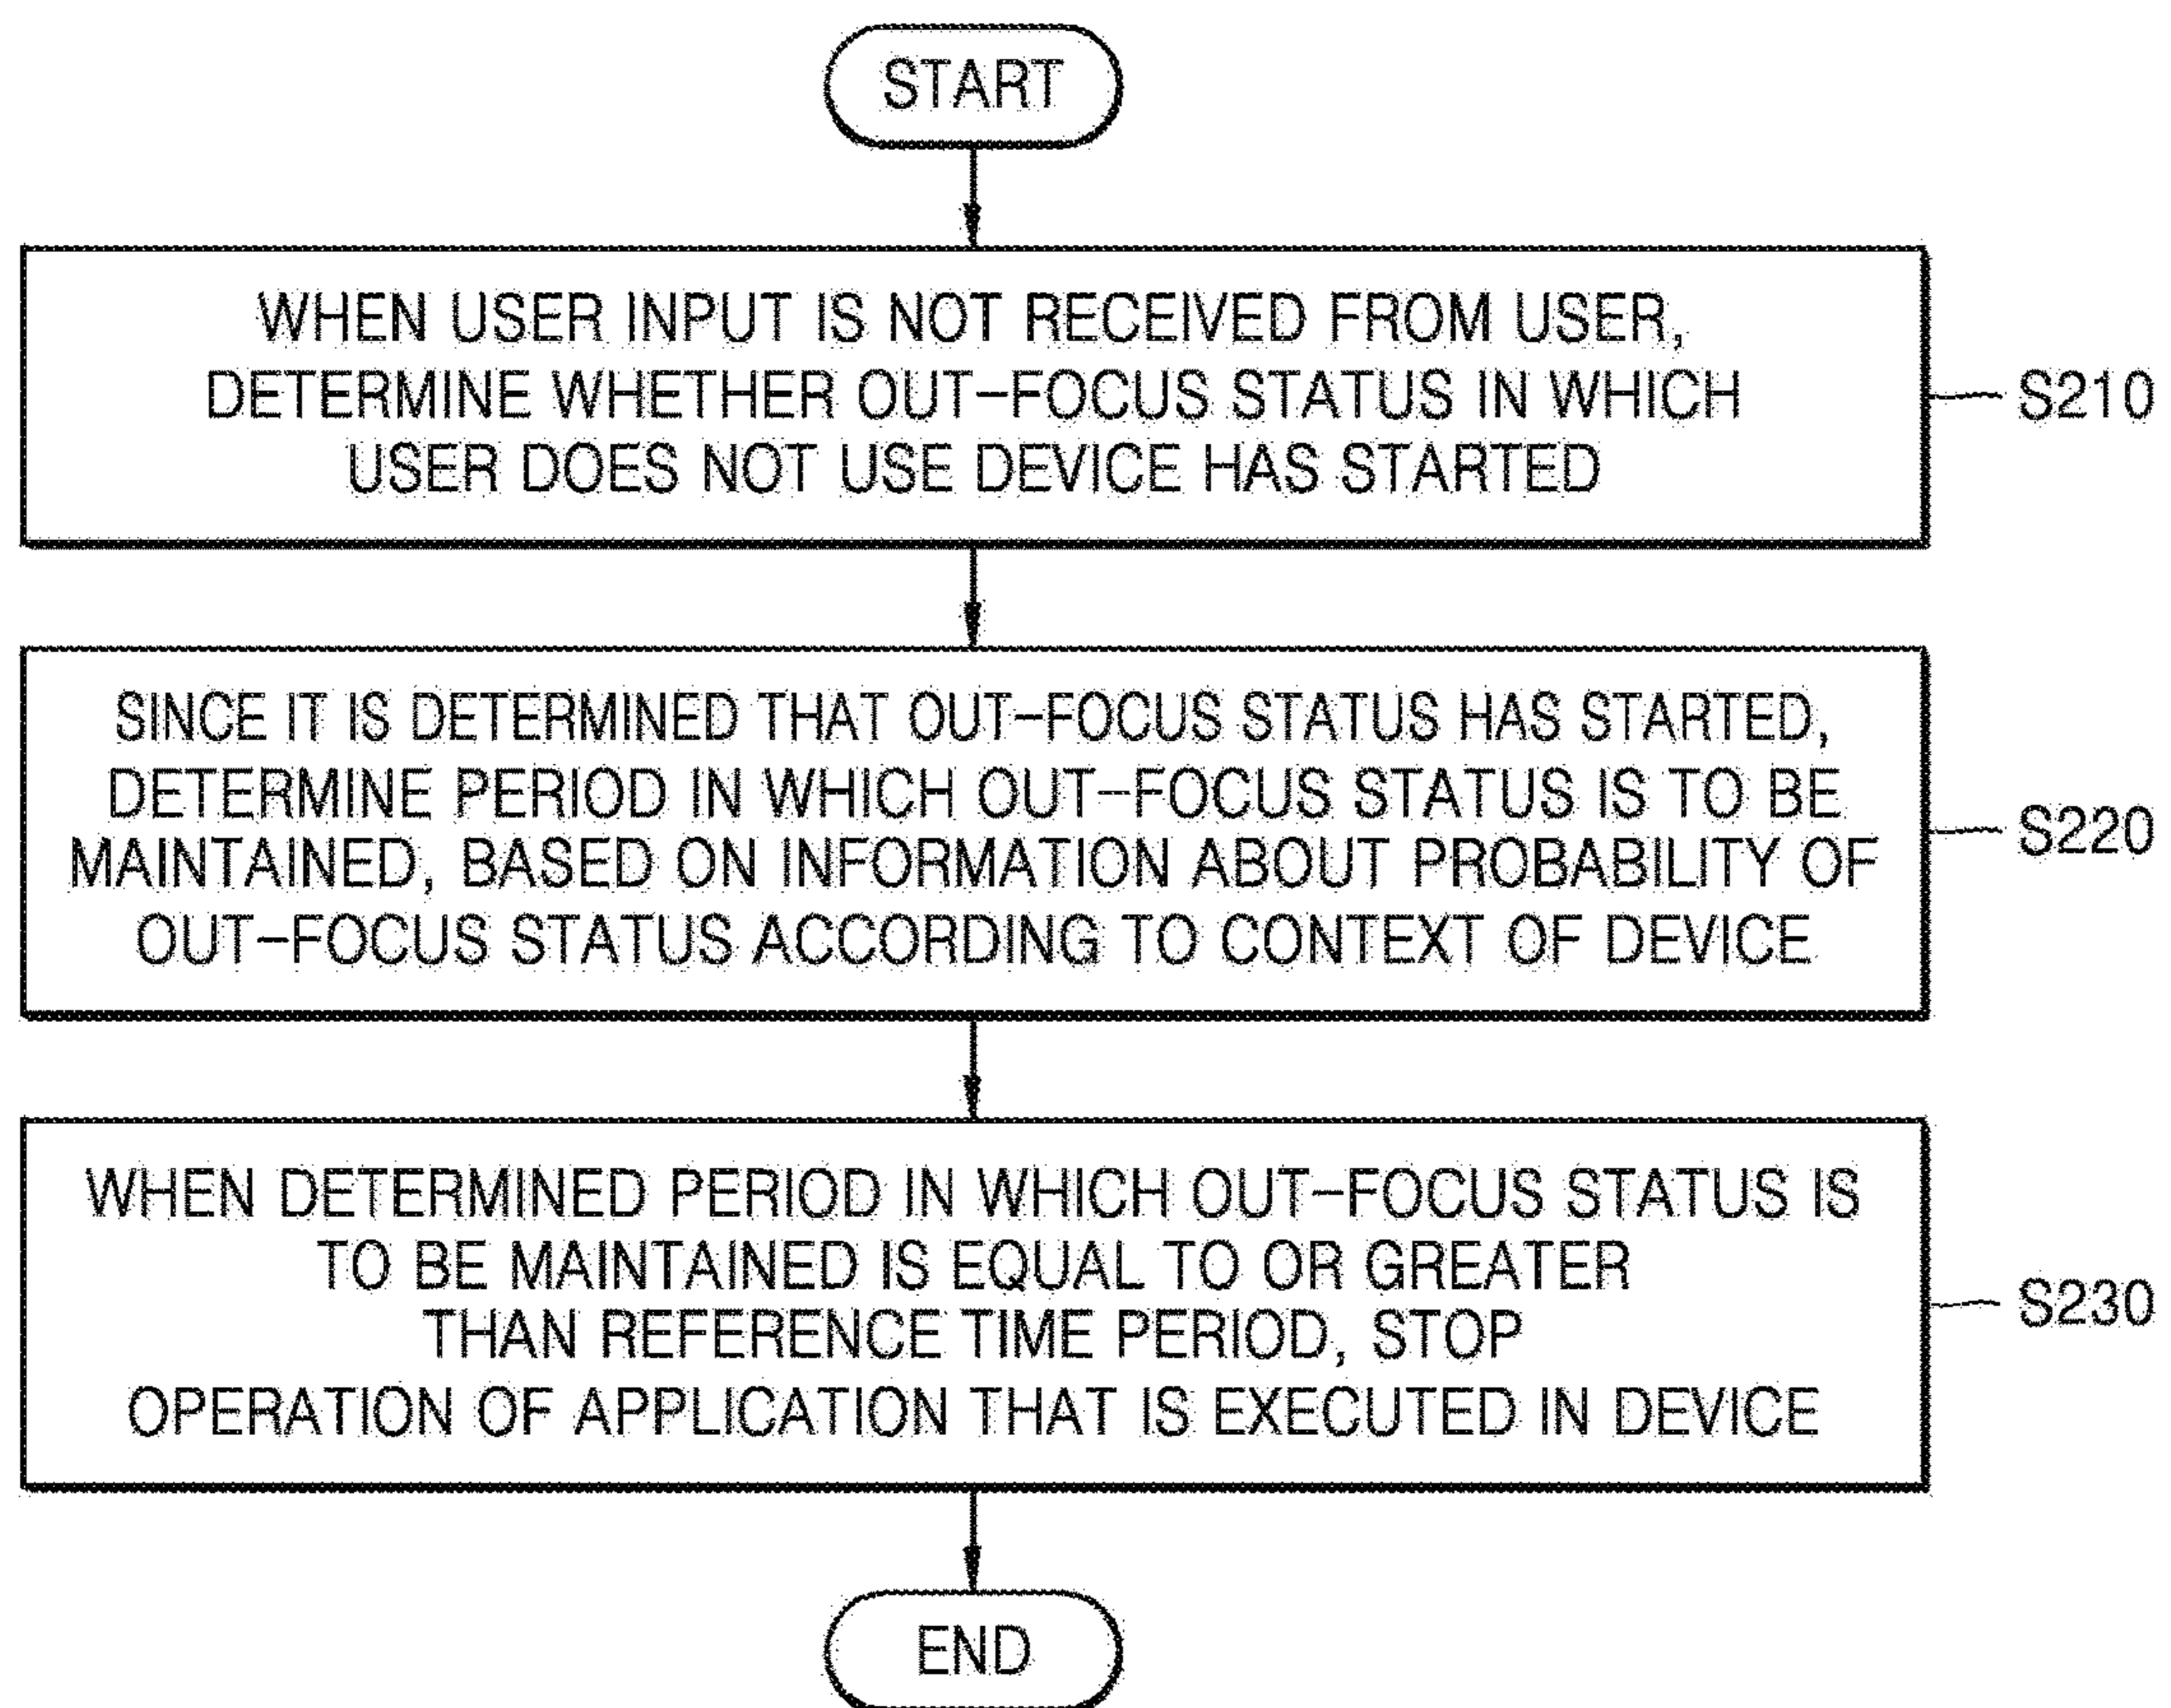 START
WHEN USER INPUT IS NOT RECEIVED FROM USER,
DETERMINE WHETHER OUT-FOCUS STATUS IN WHICH
USER DOES NOT USE DEVICE HAS STARTED
S210
SINCE IT IS DETERMINED THAT OUT-FOCUS STATUS HAS STARTED,
DETERMINE PERIOD IN WHICH OUT-FOCUS STATUS IS TO BE
MAINTAINED, BASED ON INFORMATION ABOUT PROBABILITY OF
OUT-FOCUS STATUS ACCORDING TO CONTEXT OF DEVICE
S220
WHEN DETERMINED PERIOD IN WHICH OUT-FOCUS STATUS IS
TO BE MAINTAINED IS EQUAL TO OR GREATER
THAN REFERENCE TIME PERIOD, STOP
OPERATION OF APPLICATION THAT IS EXECUTED IN DEVICE
S230
END